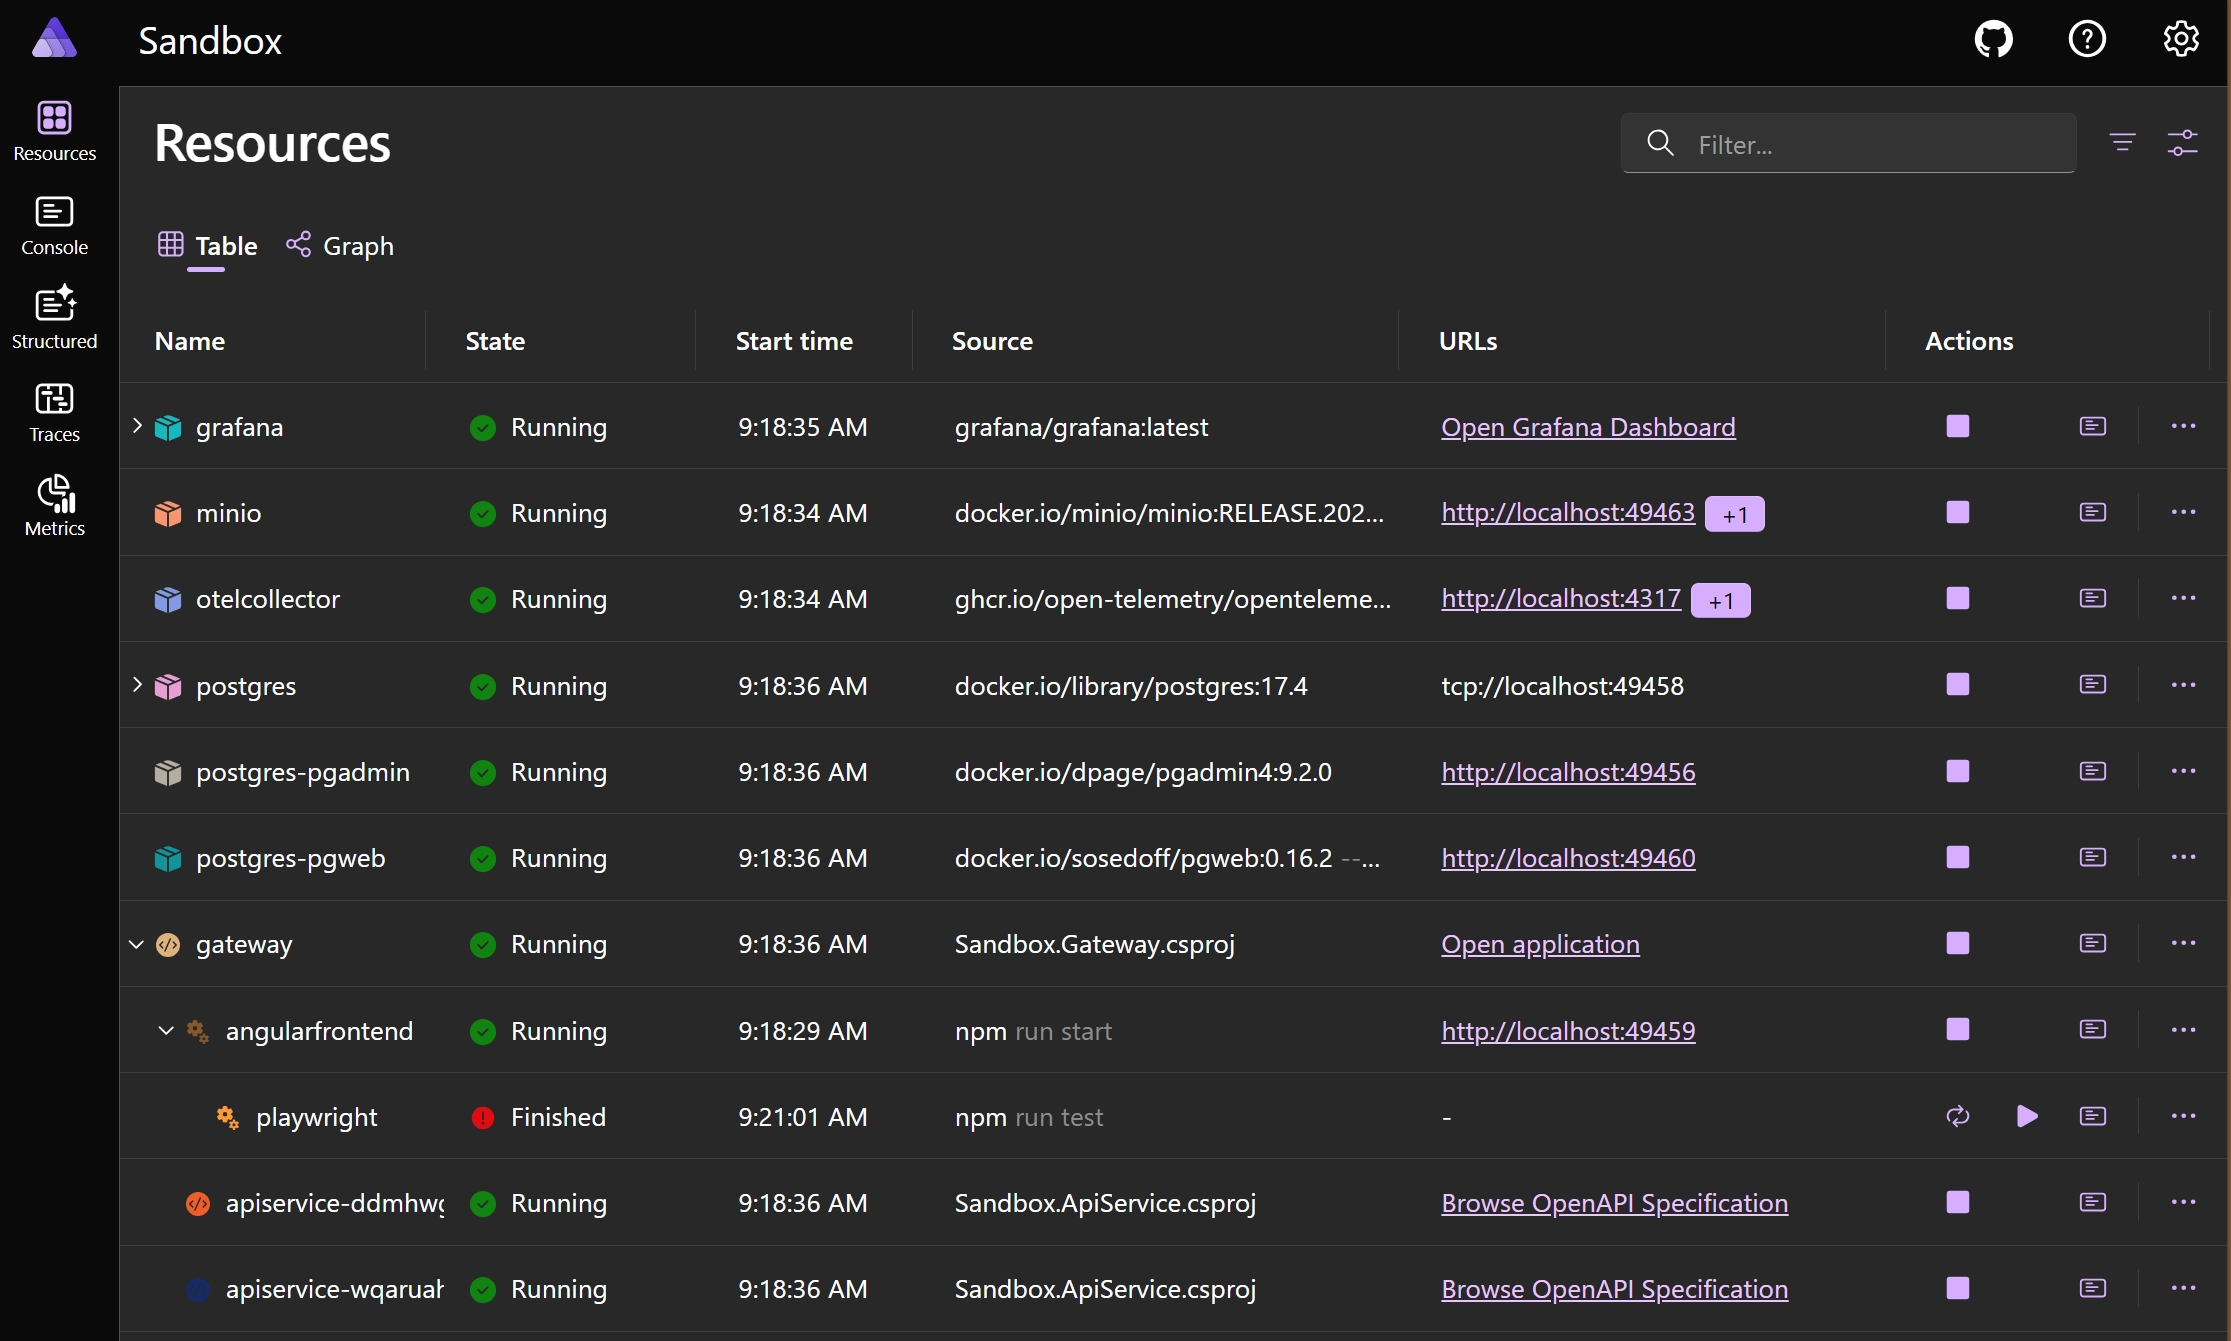 Sandbox
Resources
Console
Structured
Traces
Metrics
Resources
Filter...
Table Graph
Name State Start time Source URLs Actions
grafana Running 9:18:35 AM grafana/grafana:latest Open Grafana Dashboard
minio Running 9:18:34 AM docker.io/minio/minio:RELEASE.202... http://localhost:49463 +1
otelcollector Running 9:18:34 AM ghcr.io/open-telemetry/openteleme... http://localhost:4317 +1
postgres Running 9:18:36 AM docker.io/library/postgres:17.4 tcp://localhost:49458
postgres-pgadmin Running 9:18:36 AM docker.io/dpage/pgadmin4:9.2.0 http://localhost:49456
postgres-pgweb Running 9:18:36 AM docker.io/sosedoff/pgweb:0.16.2 --... http://localhost:49460
gateway Running 9:18:36 AM Sandbox.Gateway.csproj Open application
angularfrontend Running 9:18:29 AM npm run start http://localhost:49459
playwright Finished 9:21:01 AM npm run test -
apiservice-ddmhw Running 9:18:36 AM Sandbox.ApiService.csproj Browse OpenAPI Specification
apiservice-wqarual Running 9:18:36 AM Sandbox.ApiService.csproj Browse OpenAPI Specification